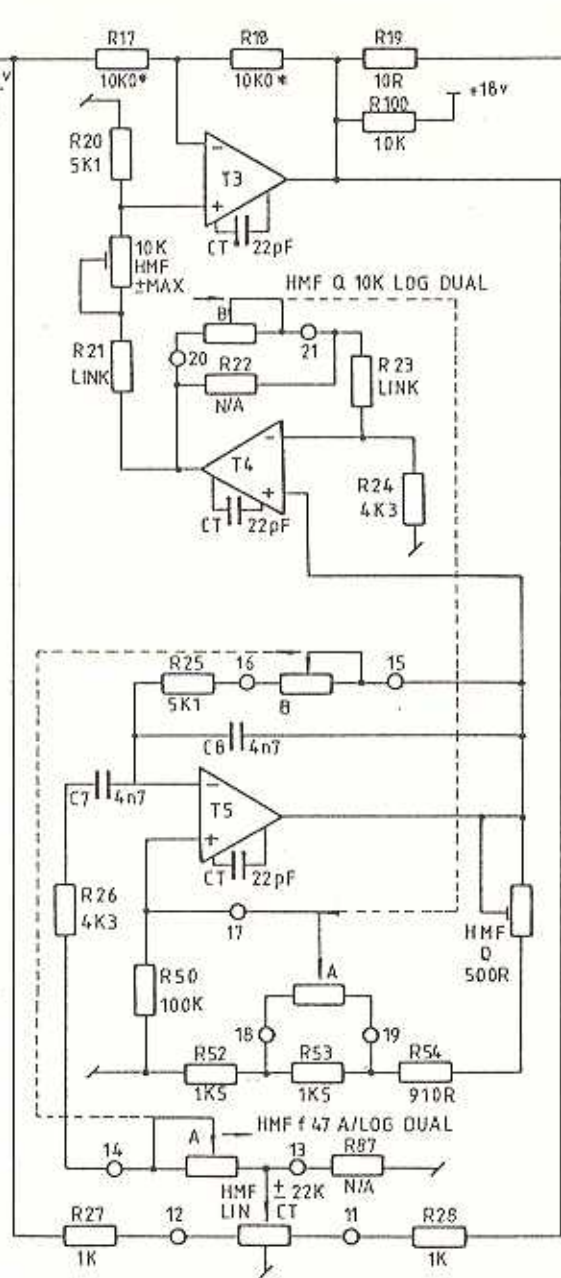 R17
10K0*
R18
10K0*
R19
10R
v
R100
10K
+18v
R20
5K1
-
T3
+
CT
22pF
10K
HMF
±MAX
HMF Q 10K LOG DUAL
B
20
21
R21
LINK
R22
N/A
R23
LINK
-
T4
+
CT
22pF
R24
4K3
R25
5K1
16
B
15
C8
4n7
C7
4n7
-
T5
+
CT
22pF
R26
4K3
17
HMF
Q
500R
R50
100K
A
18
19
R52
1K5
R53
1K5
R54
910R
HMF f 47 A/LOG DUAL
14
A
13
R87
N/A
HMF ± 22K
LIN CT
R27
1K
12
11
R28
1K